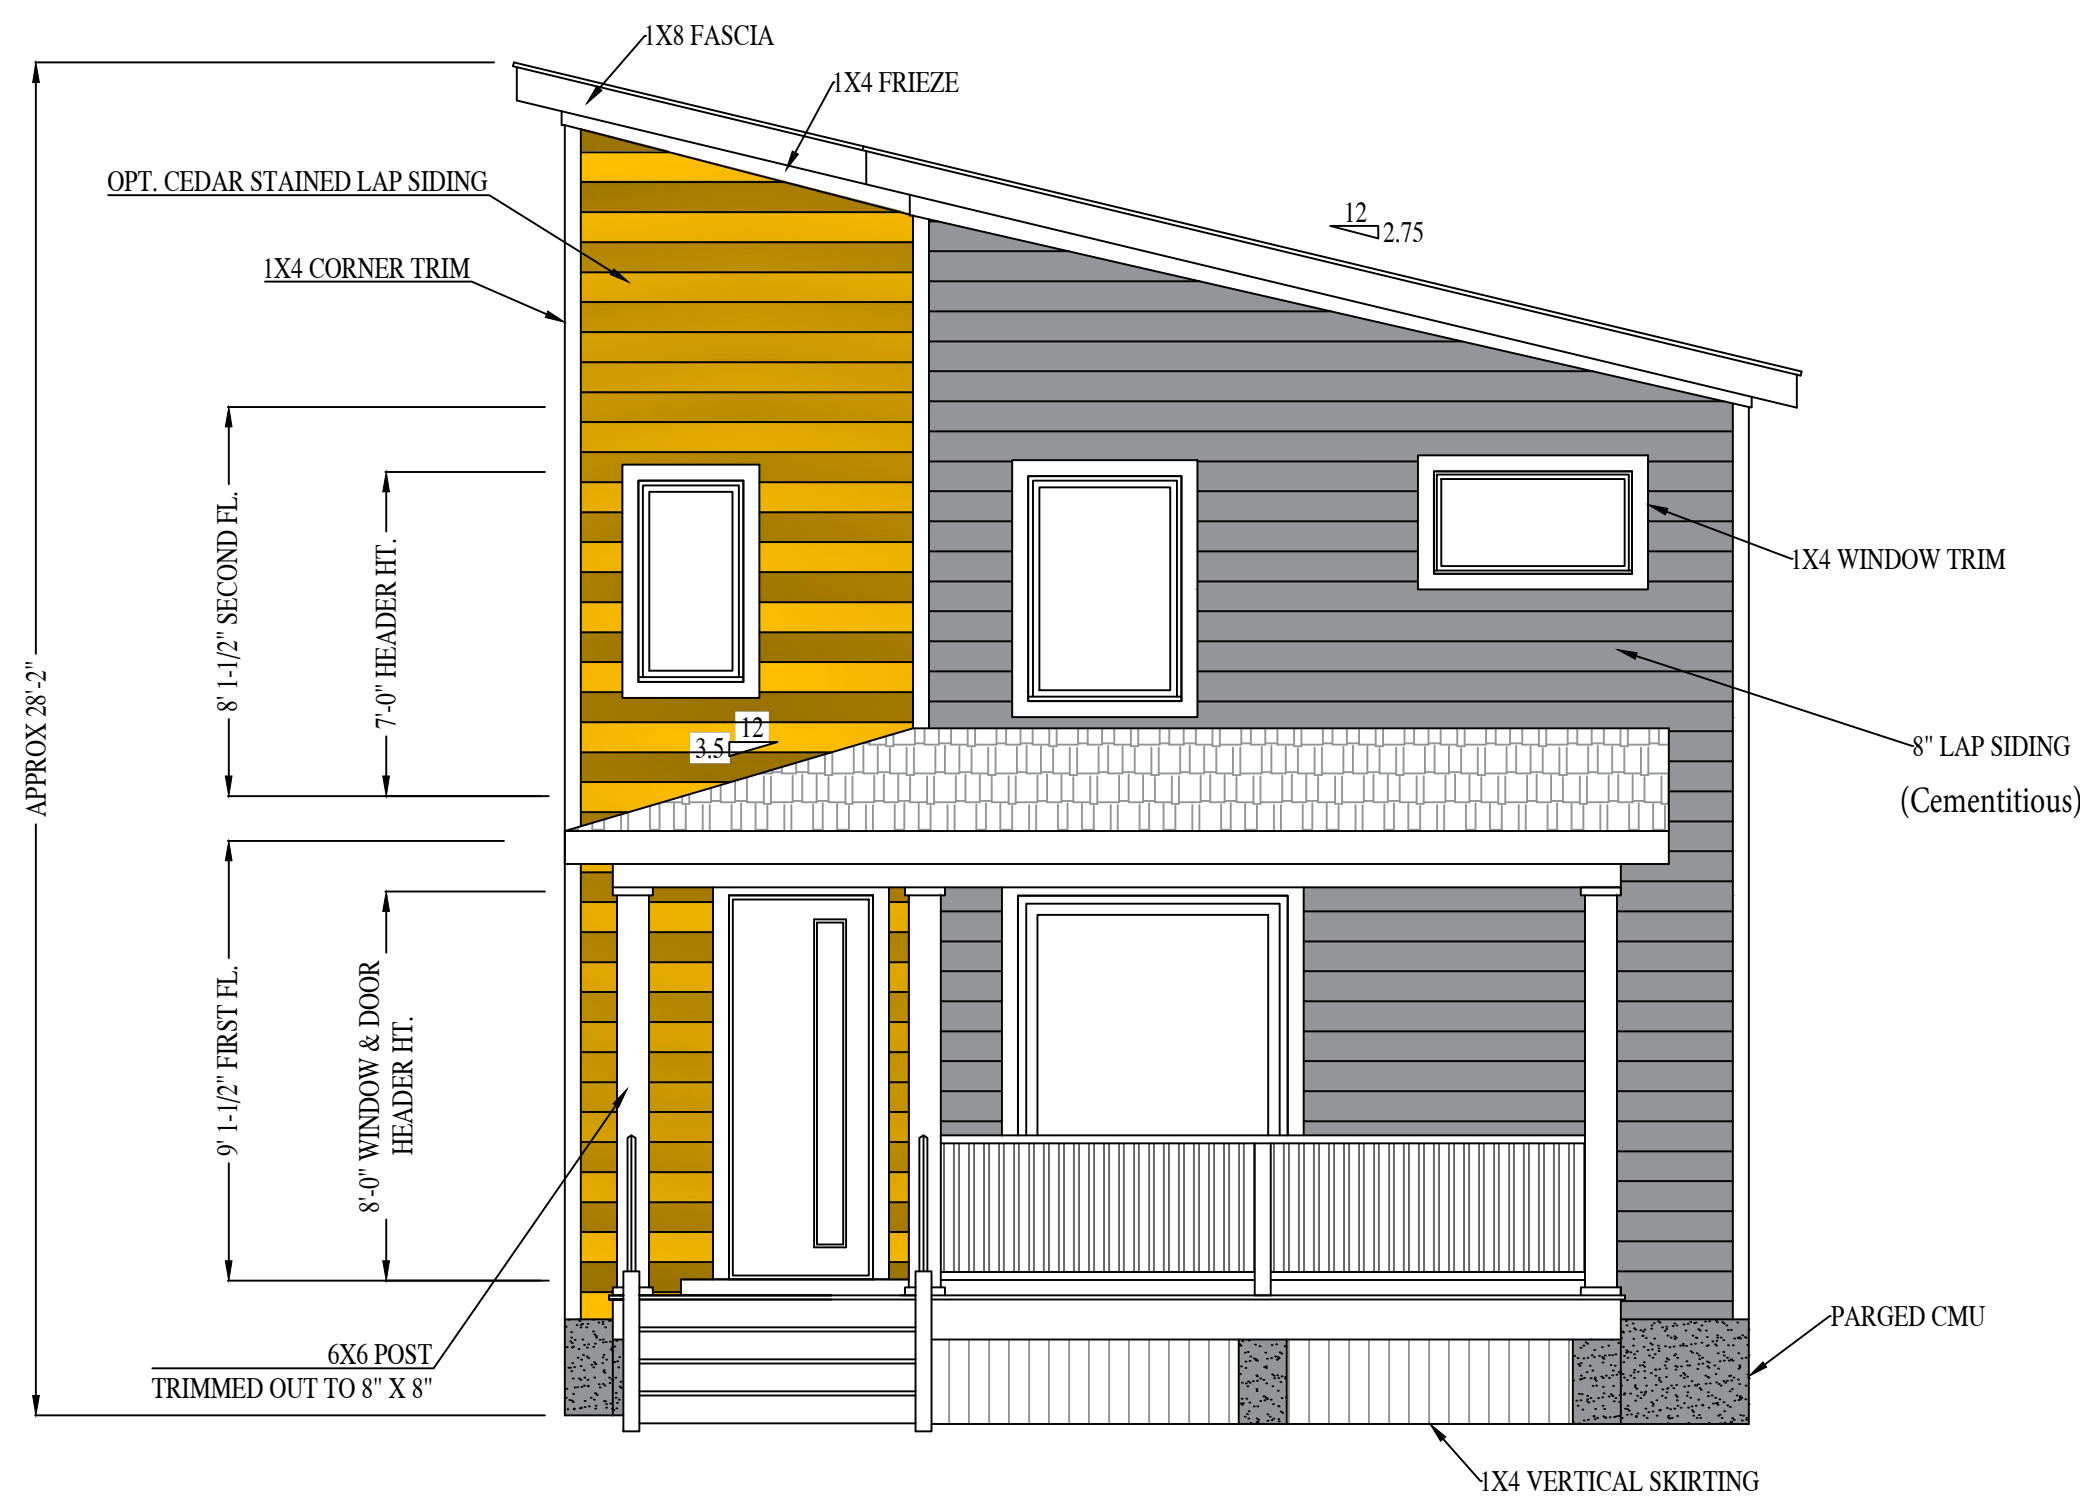 1X8 FASCIA
1X4 FRIEZE
OPT. CEDAR STAINED LAP SIDING
12
2.75
1X4 CORNER TRIM
8' 1-1/2" SECOND FL.
7'-0" HEADER HT.
1X4 WINDOW TRIM
APPROX 28'-2"
12
3.5
8" LAP SIDING
(Cementitious)
9' 1-1/2" FIRST FL.
8'-0" WINDOW & DOOR
HEADER HT.
PARGED CMU
6X6 POST
TRIMMED OUT TO 8" X 8"
1X4 VERTICAL SKIRTING